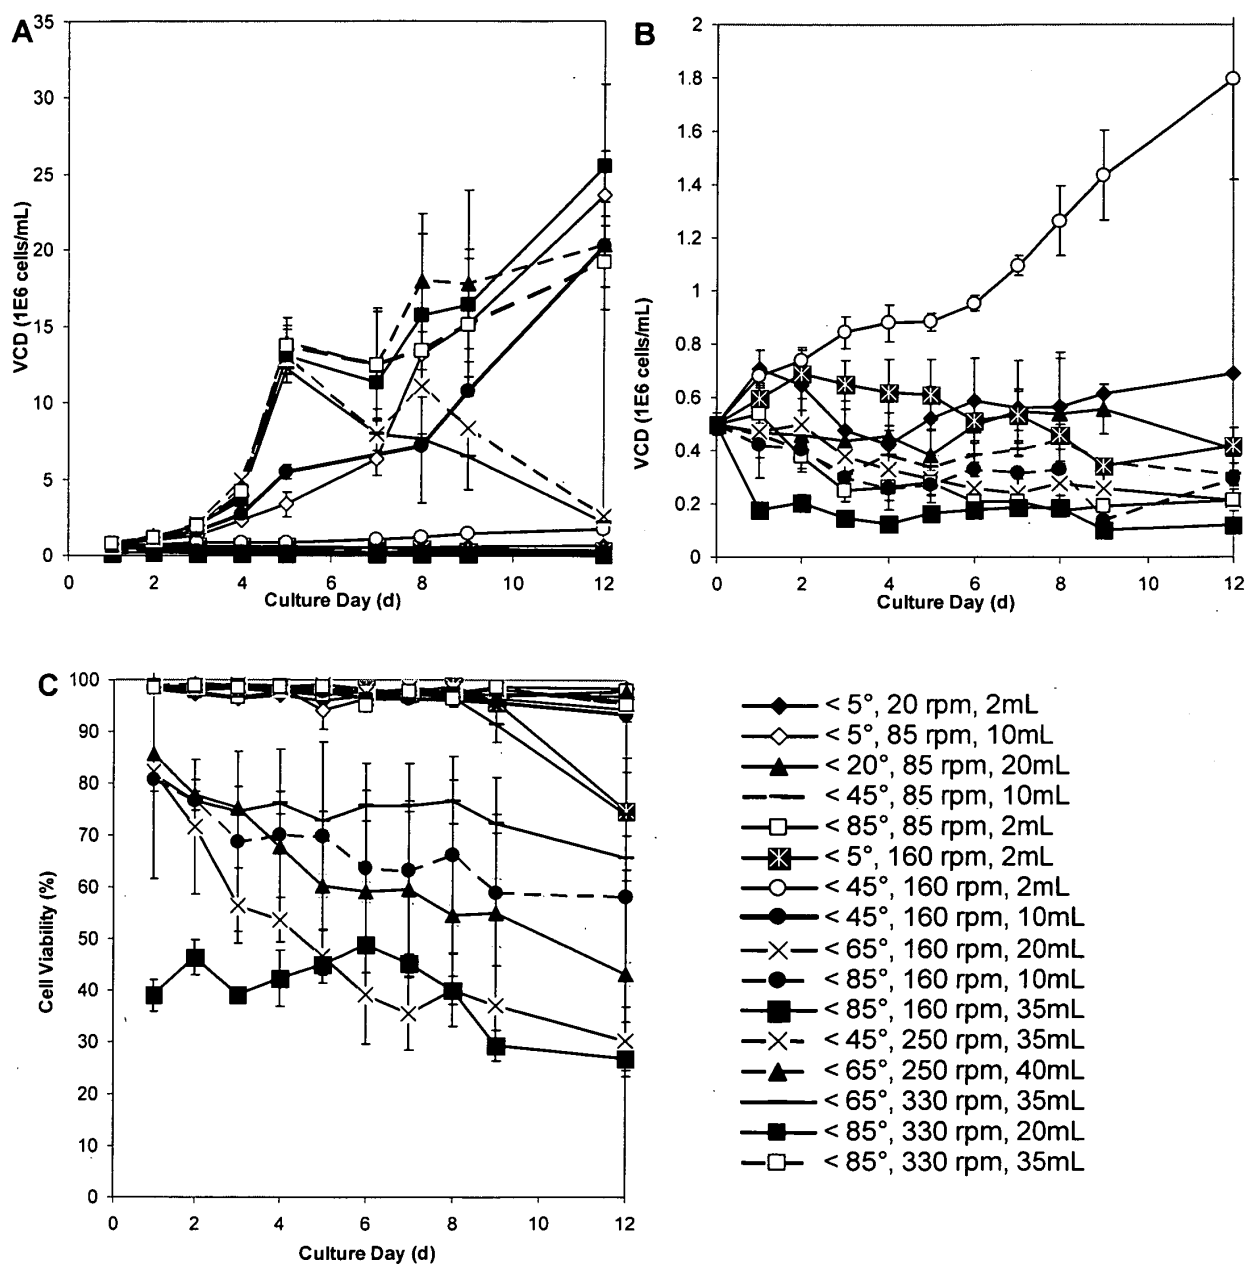 A
35
30
25
20
15
10
5
0
VCD (1E6 cells/mL)
0 2 4 6 8 10 12
Culture Day (d)
B
2
1.8
1.6
1.4
1.2
1
0.8
0.6
0.4
0.2
0
VCD (1E6 cells/mL)
0 2 4 6 8 10 12
Culture Day (d)
C
100
90
80
70
60
50
40
30
20
10
0
Cell Viability (%)
0 2 4 6 8 10 12
Culture Day (d)
< 5°, 20 rpm, 2mL
< 5°, 85 rpm, 10mL
< 20°, 85 rpm, 20mL
< 45°, 85 rpm, 10mL
< 85°, 85 rpm, 2mL
< 5°, 160 rpm, 2mL
< 45°, 160 rpm, 2mL
< 45°, 160 rpm, 10mL
< 65°, 160 rpm, 20mL
< 85°, 160 rpm, 10mL
< 85°, 160 rpm, 35mL
< 45°, 250 rpm, 35mL
< 65°, 250 rpm, 40mL
< 65°, 330 rpm, 35mL
< 85°, 330 rpm, 20mL
< 85°, 330 rpm, 35mL